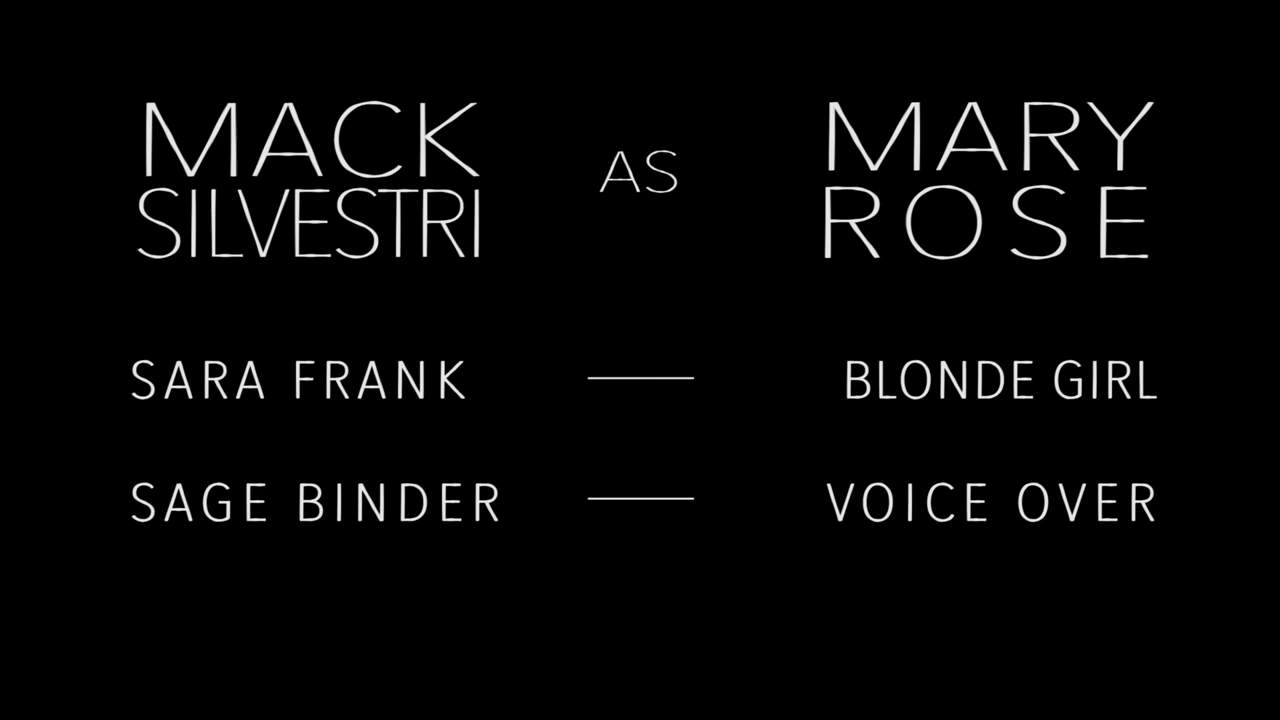 MACK AS MARY
SILVESTRI ROSE
SARA FRANK — BLONDE GIRL
SAGE BINDER — VOICE OVER